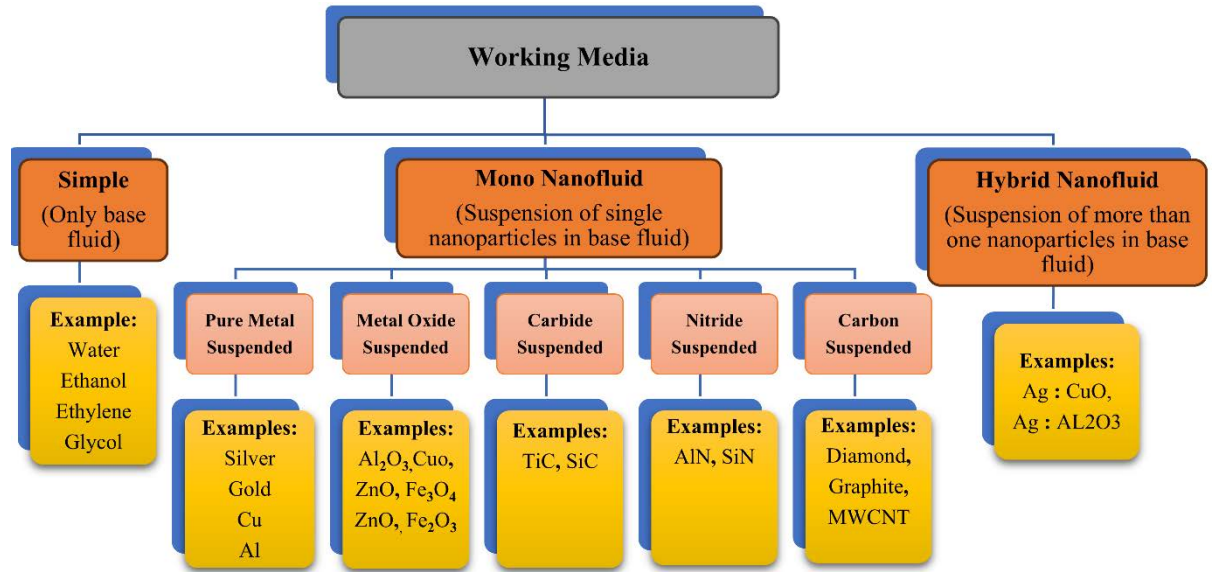 Working Media
Simple
(Only base
fluid)
Mono Nanofluid
(Suspension of single
nanoparticles in base fluid)
Hybrid Nanofluid
(Suspension of more than
one nanoparticles in base
fluid)
Example:
Water
Ethanol
Ethylene
Glycol
Pure Metal
Suspended
Metal Oxide
Suspended
Carbide
Suspended
Nitride
Suspended
Carbon
Suspended
Examples:
Silver
Gold
Cu
Al
Examples:
Al₂O₃,Cuo,
ZnO, Fe₃O₄
ZnO,, Fe₂O₃
Examples:
TiC, SiC
Examples:
AlN, SiN
Examples:
Diamond,
Graphite,
MWCNT
Examples:
Ag : CuO,
Ag : AL2O3